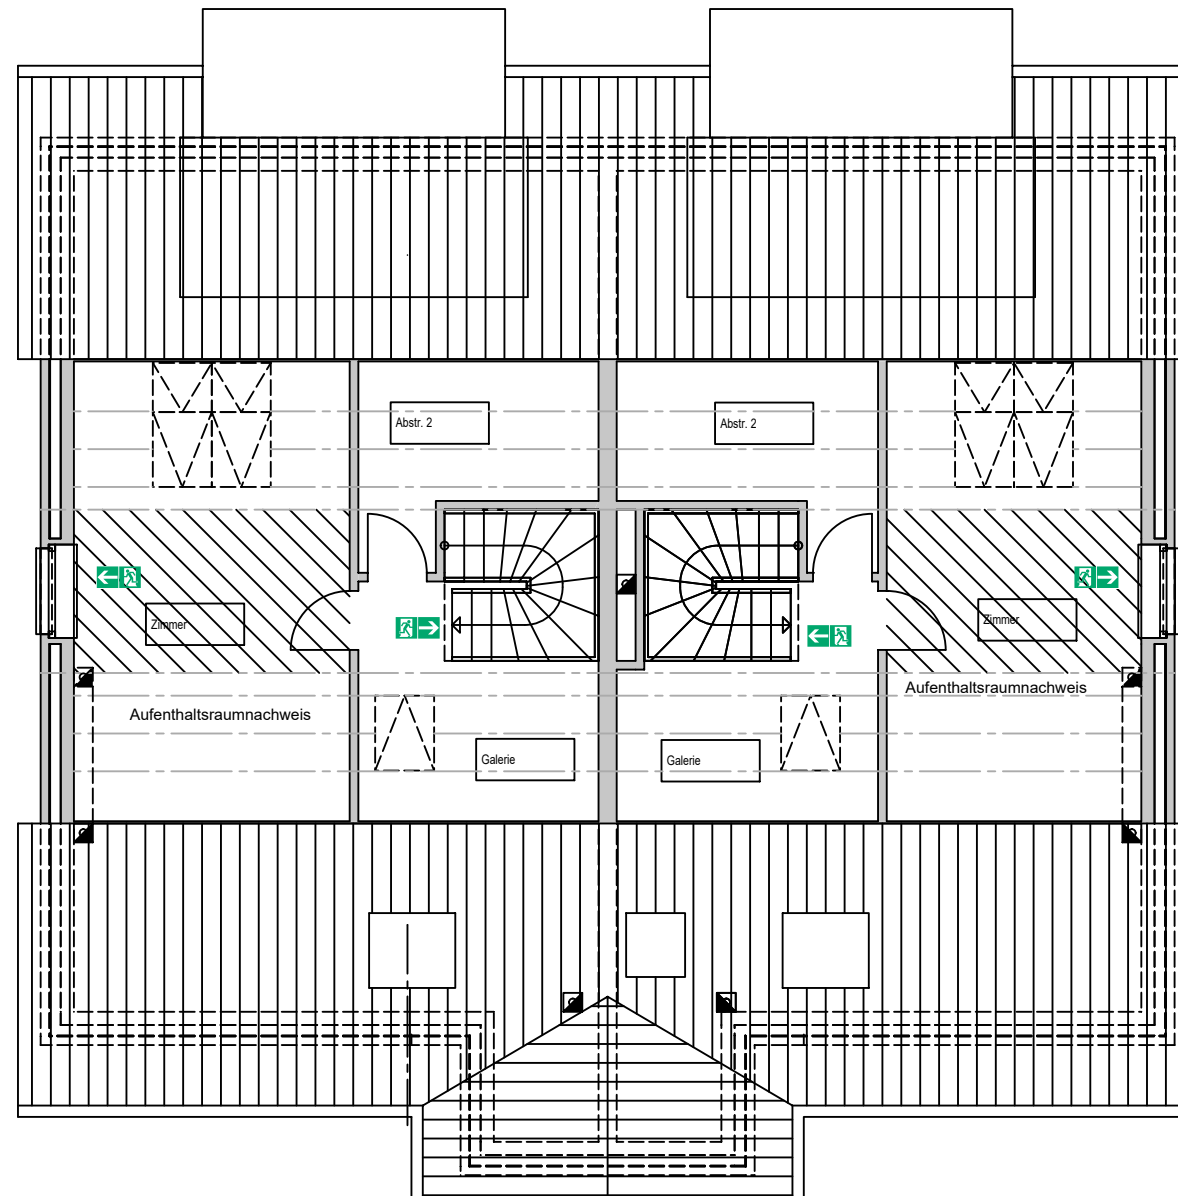 Abstr. 2
Abstr. 2
Zimmer
Zimmer
Aufenthaltsraumnachweis
Aufenthaltsraumnachweis
Galerie
Galerie